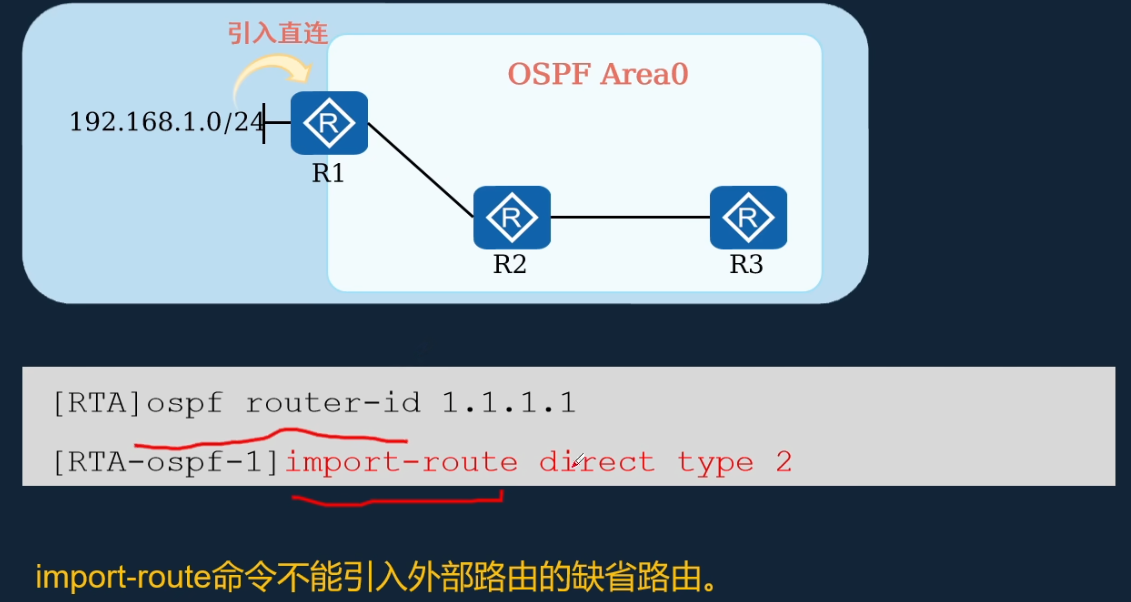 引入直连
OSPF Area0
192.168.1.0/24
R
R1
R
R
R2
R3
[RTA]ospf router-id 1.1.1.1
[RTA-ospf-1]import-route direct type 2
import-route命令不能引入外部路由的缺省路由。